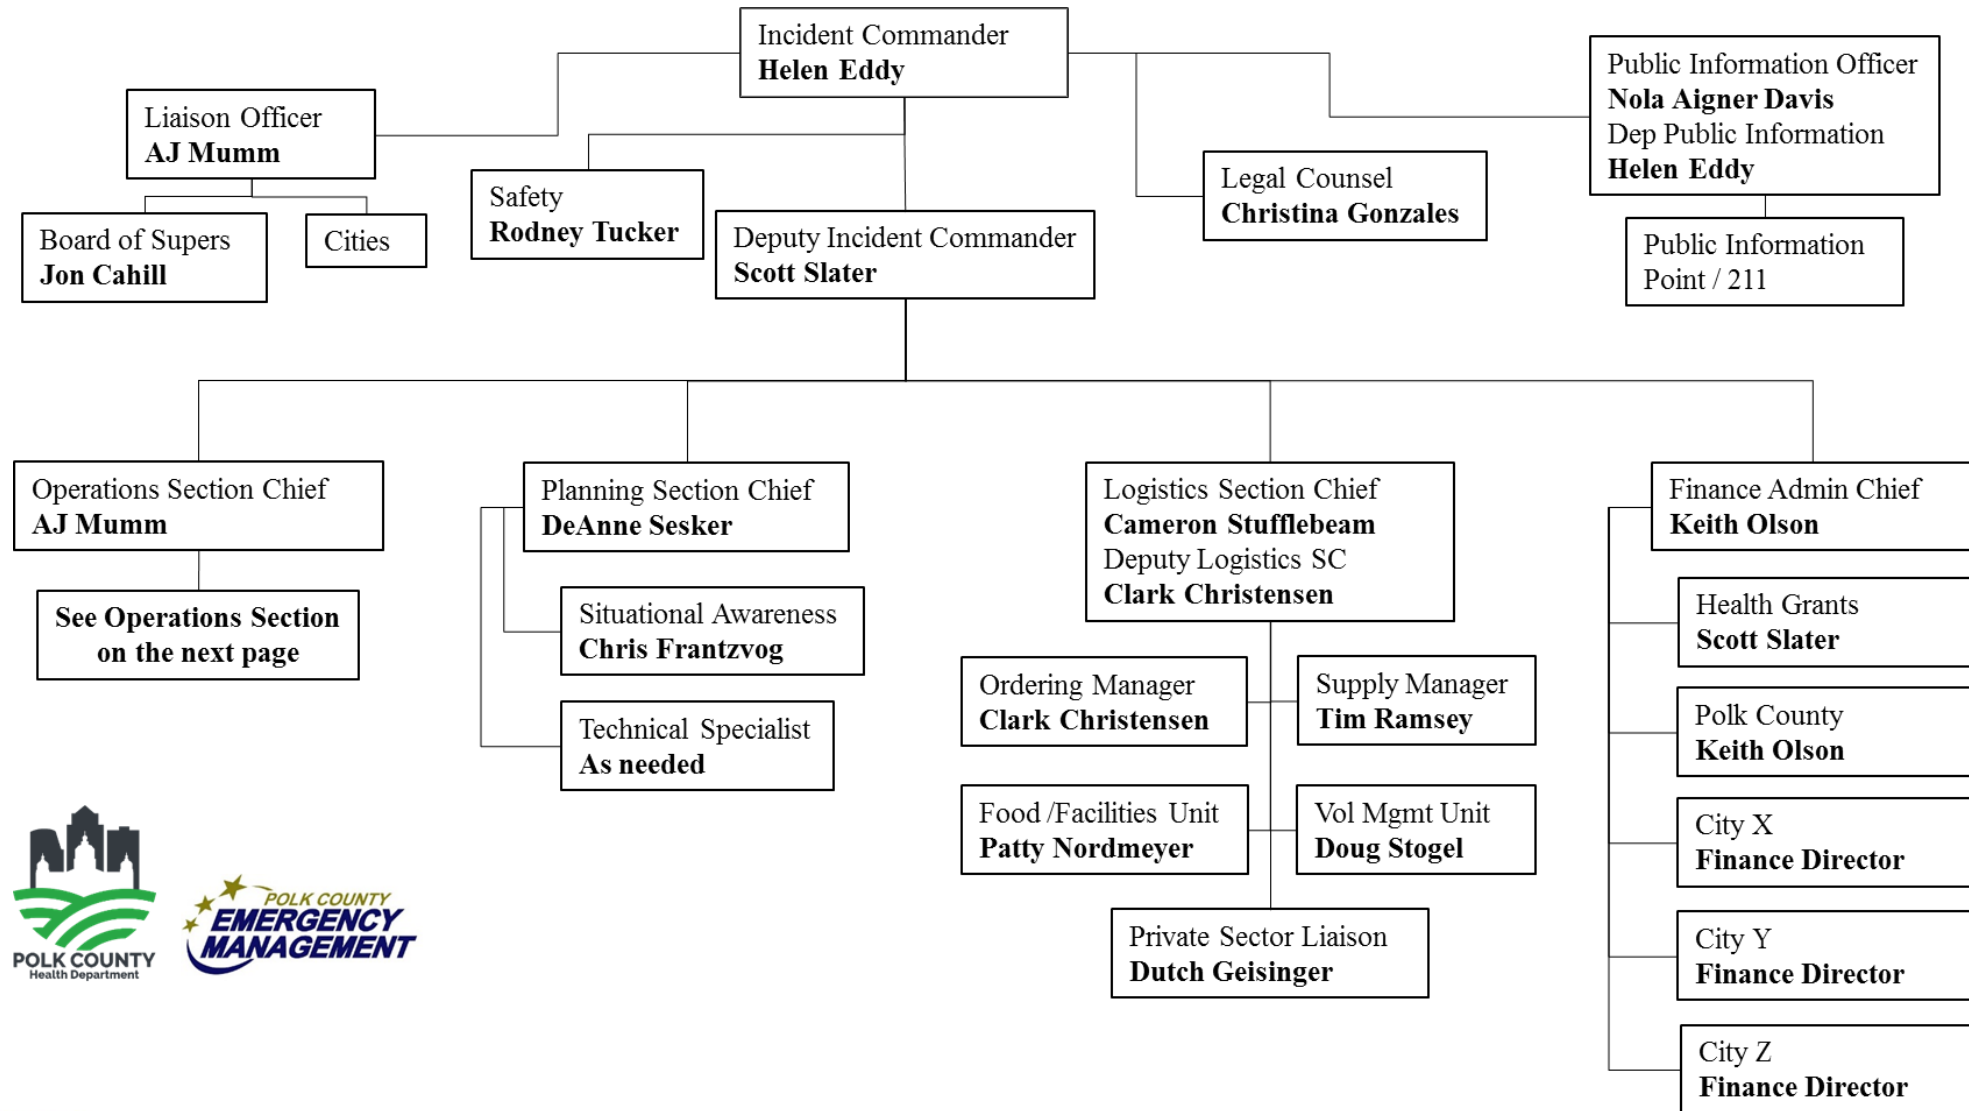 Incident Commander
Helen Eddy
Public Information Officer
Nola Aigner Davis
Dep Public Information
Helen Eddy
Liaison Officer
AJ Mumm
Safety
Rodney Tucker
Legal Counsel
Christina Gonzales
Board of Supers
Jon Cahill
Cities
Deputy Incident Commander
Scott Slater
Public Information
Point / 211
Operations Section Chief
AJ Mumm
See Operations Section
on the next page
Planning Section Chief
DeAnne Sesker
Situational Awareness
Chris Frantzvog
Technical Specialist
As needed
Logistics Section Chief
Cameron Stufflebeam
Deputy Logistics SC
Clark Christensen
Ordering Manager
Clark Christensen
Supply Manager
Tim Ramsey
Food /Facilities Unit
Patty Nordmeyer
Vol Mgmt Unit
Doug Stogel
Private Sector Liaison
Dutch Geisinger
Finance Admin Chief
Keith Olson
Health Grants
Scott Slater
Polk County
Keith Olson
City X
Finance Director
City Y
Finance Director
City Z
Finance Director
POLK COUNTY
Health Department
POLK COUNTY
EMERGENCY
MANAGEMENT